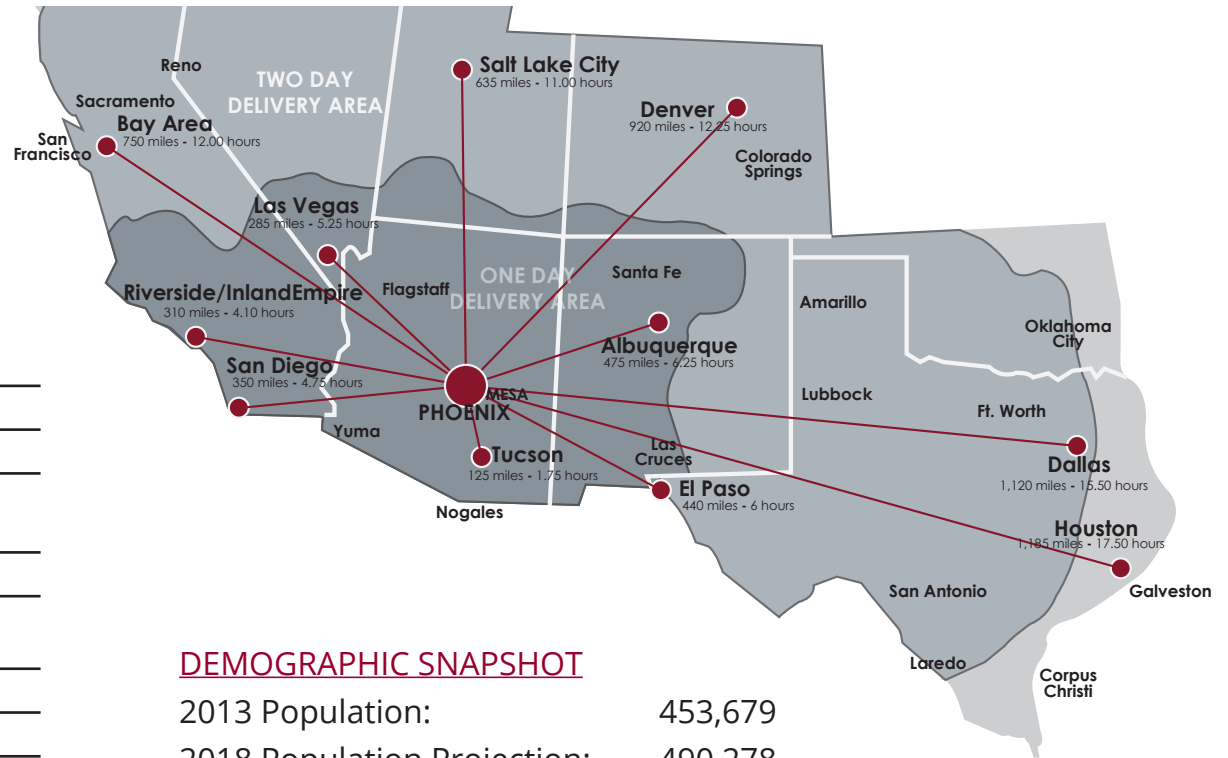 Reno
TWO DAY
DELIVERY AREA
Salt Lake City
635 miles - 11.00 hours
Sacramento
Bay Area
750 miles - 12.00 hours
San
Francisco
Denver
920 miles - 12.25 hours
Colorado
Springs
Las Vegas
285 miles - 5.25 hours
Riverside/InlandEmpire
310 miles - 4.10 hours
Flagstaff
ONE DAY
DELIVERY AREA
Santa Fe
Amarillo
Oklahoma
City
San Diego
350 miles - 4.75 hours
Albuquerque
475 miles - 6.25 hours
MESA
PHOENIX
Lubbock
Ft. Worth
Yuma
Tucson
125 miles - 1.75 hours
Las
Cruces
Dallas
1,120 miles - 15.50 hours
El Paso
440 miles - 6 hours
Nogales
Houston
1,185 miles - 17.50 hours
San Antonio
Galveston
Laredo
Corpus
Christi
DEMOGRAPHIC SNAPSHOT
2013 Population: 453,679
2018 Population Projection: 490,278